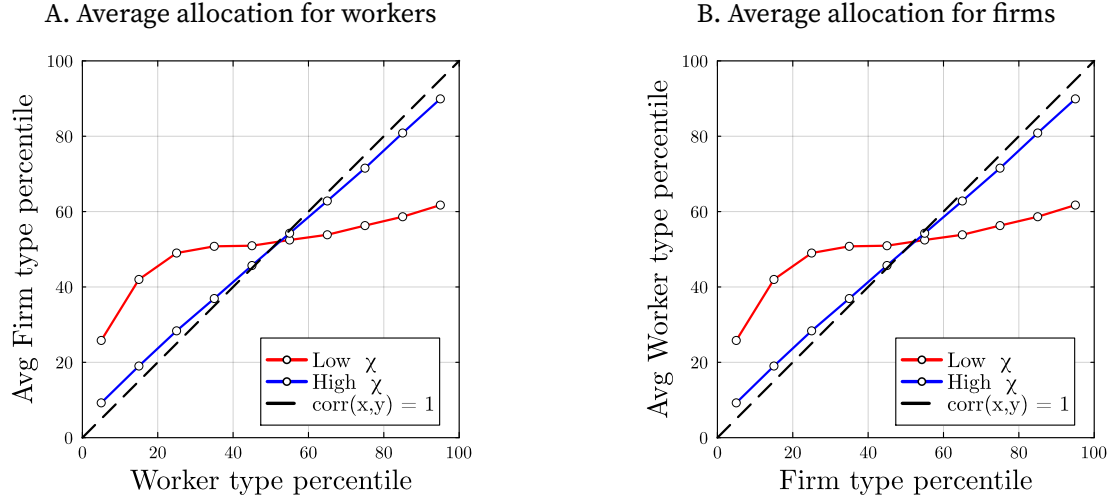 A. Average allocation for workers
100
80
60
40
20
0
0 20 40 60 80 100
Avg Firm type percentile
Worker type percentile
Low χ
High χ
corr(x,y) = 1
B. Average allocation for firms
100
80
60
40
20
0
0 20 40 60 80 100
Avg Worker type percentile
Firm type percentile
Low χ
High χ
corr(x,y) = 1